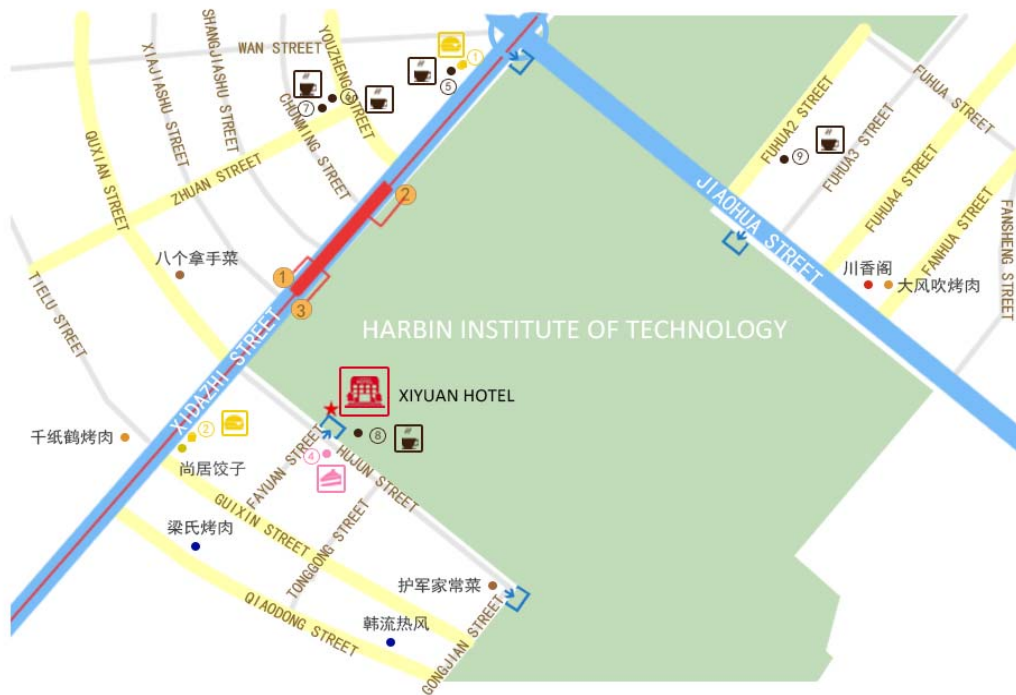 WAN STREET
SHANGJIASHU STREET
XIAJIASHU STREET
YOUZHENG STREET
CHUNMING STREET
ZHUAN STREET
QUXIAN STREET
TIELU STREET
①
⑤
⑥
⑦
FUHUA STREET
FUHUA2 STREET
FUHUA3 STREET
FUHUA4 STREET
FANHUA STREET
FANSHENG STREET
⑨
JIAOHUA STREET
2
1
3
八个拿手菜
川香阁
大风吹烤肉
HARBIN INSTITUTE OF TECHNOLOGY
XIDAZHI STREET
XIYUAN HOTEL
千纸鹤烤肉
②
尚居饺子
⑧
④
FAYUAN STREET
HUJUN STREET
GUIXIN STREET
TONGGONG STREET
梁氏烤肉
QIAODONG STREET
护军家常菜
韩流热风
GONGJIAN STREET